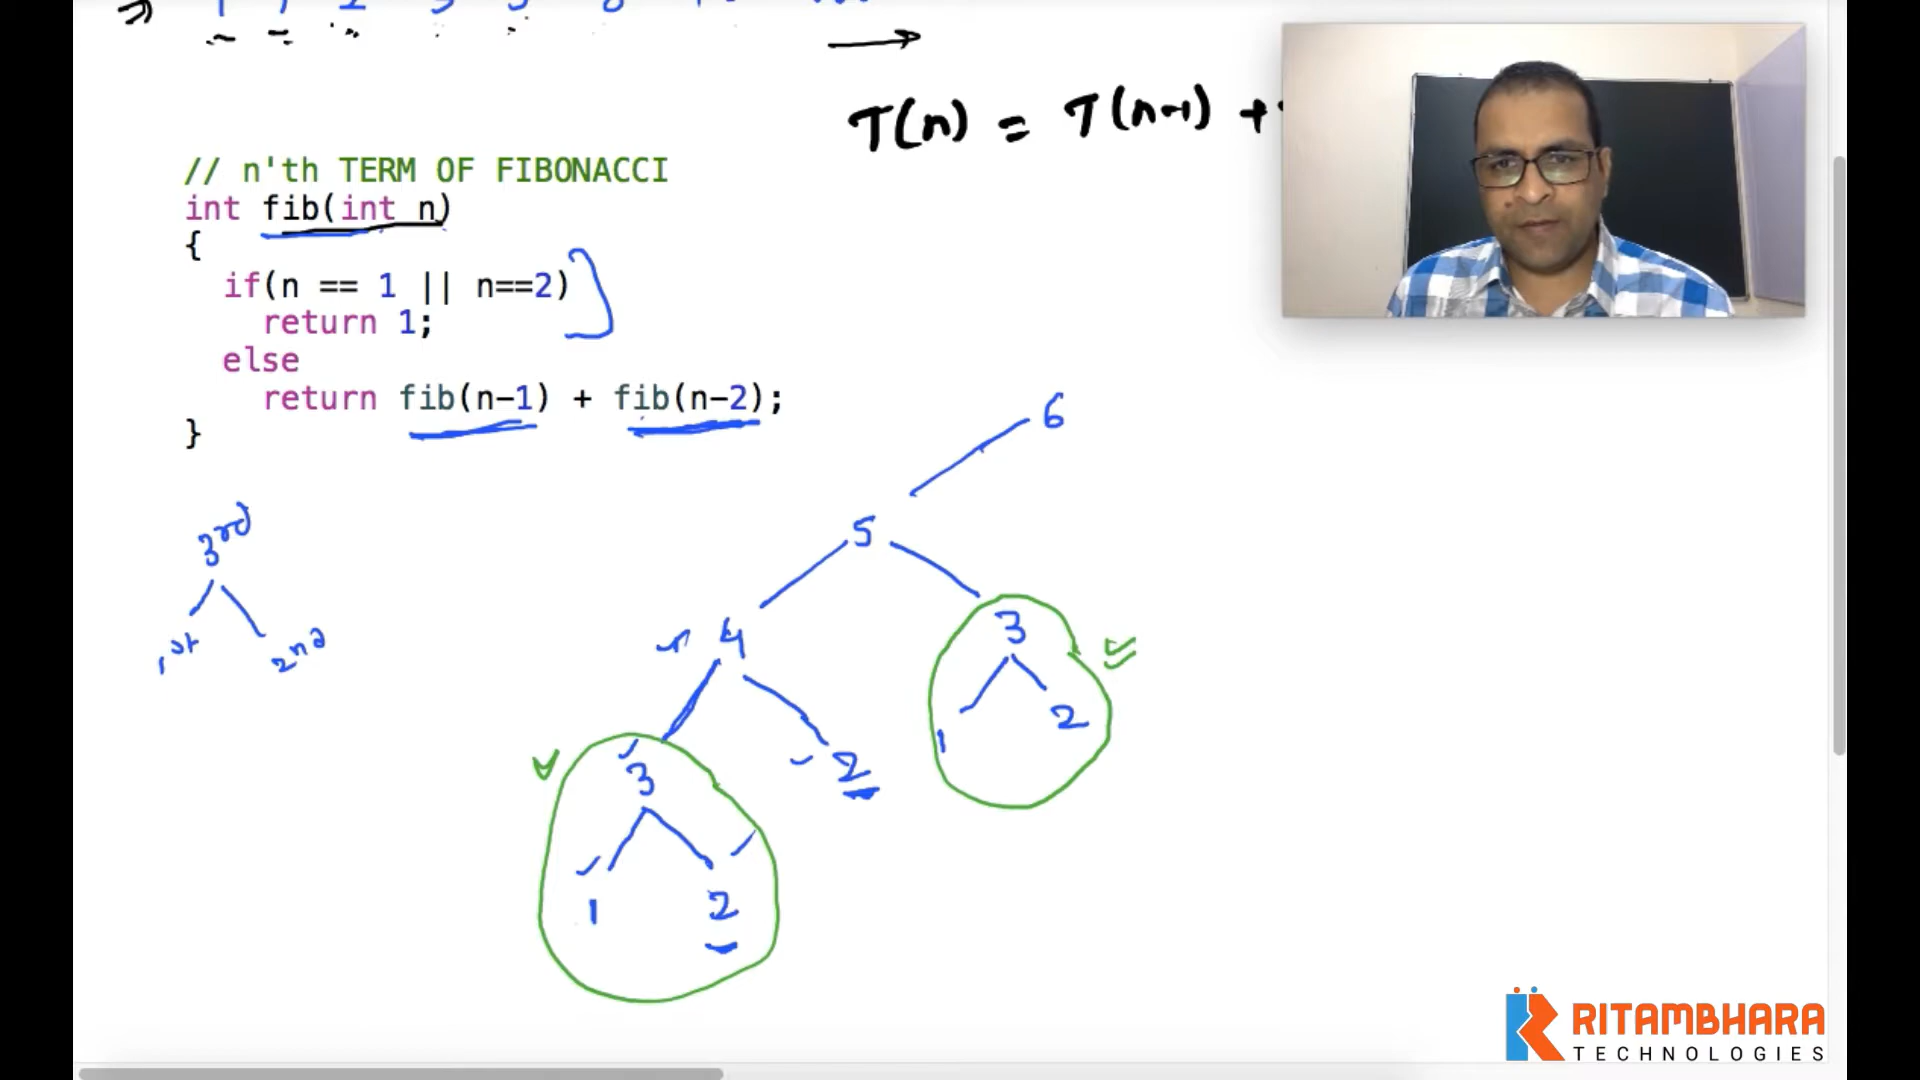 T(n) = T(n-1) +
// n'th TERM OF FIBONACCI
int fib(int n)
{
if(n == 1 || n==2)
return 1;
else
return fib(n-1) + fib(n-2);
}
6
5
3rd
4
3
1st
2nd
1
2
3
2
1
2
RITAMBHARA
TECHNOLOGIES